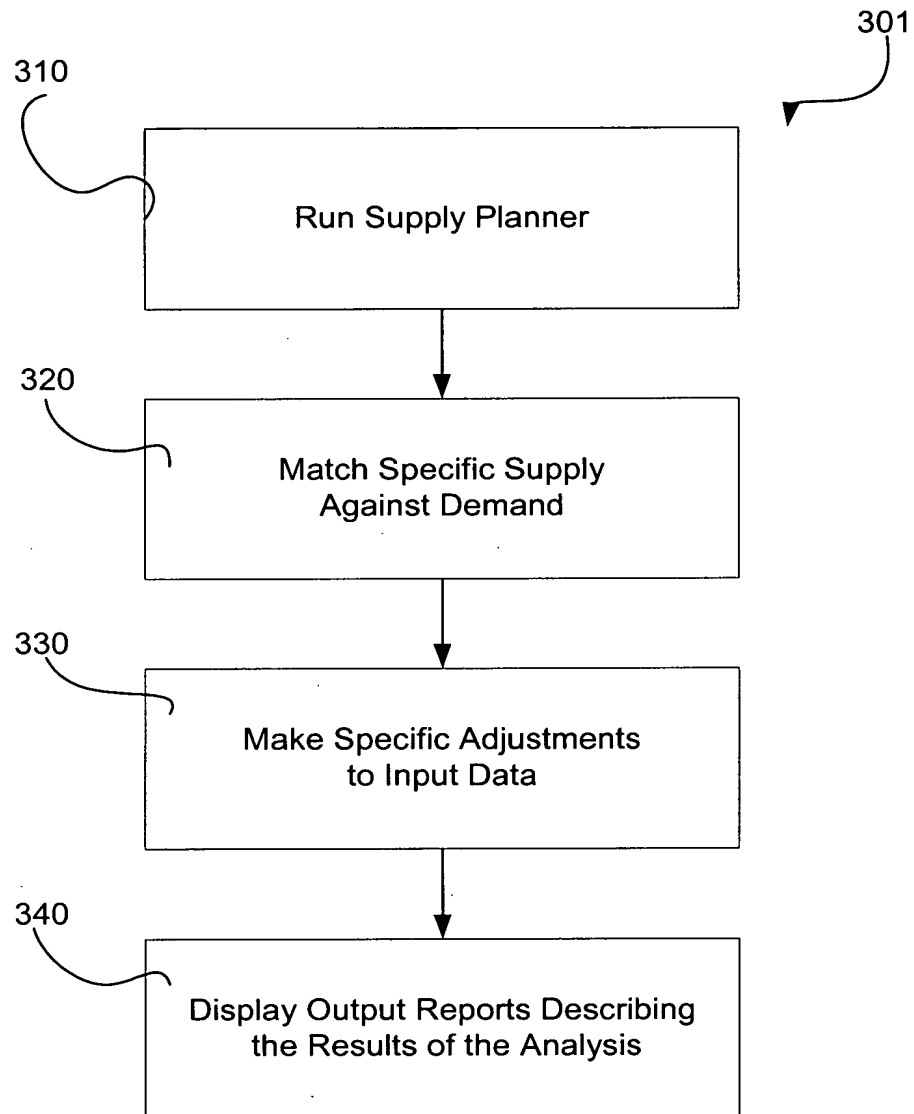 301
310
Run Supply Planner
320
Match Specific Supply
Against Demand
330
Make Specific Adjustments
to Input Data
340
Display Output Reports Describing
the Results of the Analysis